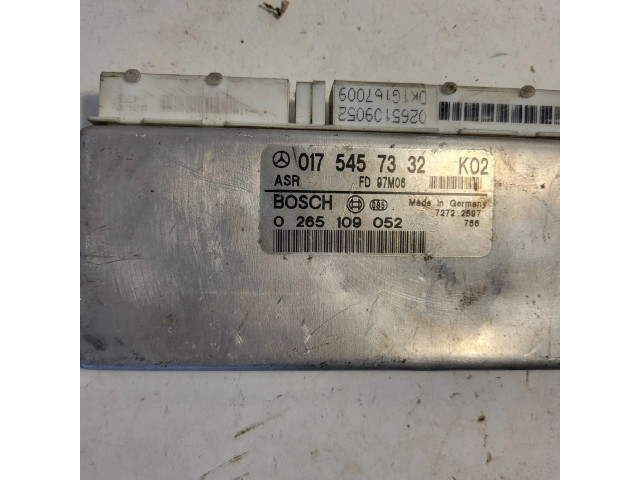 DK1G167009
0265109052
017 545 73 32 K02
ASR FD 97M06
BOSCH Made in Germany
7272 2597
0 265 109 052 766